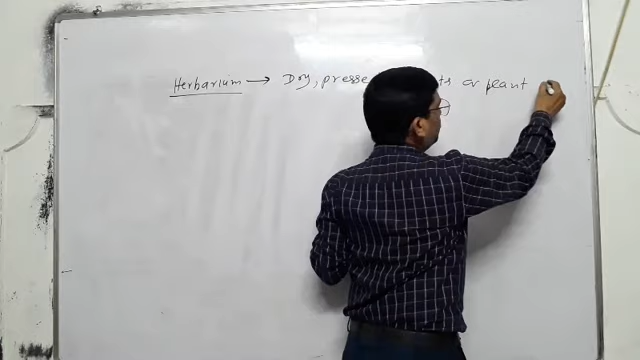 Herbarium → Dry, presse ts or plant